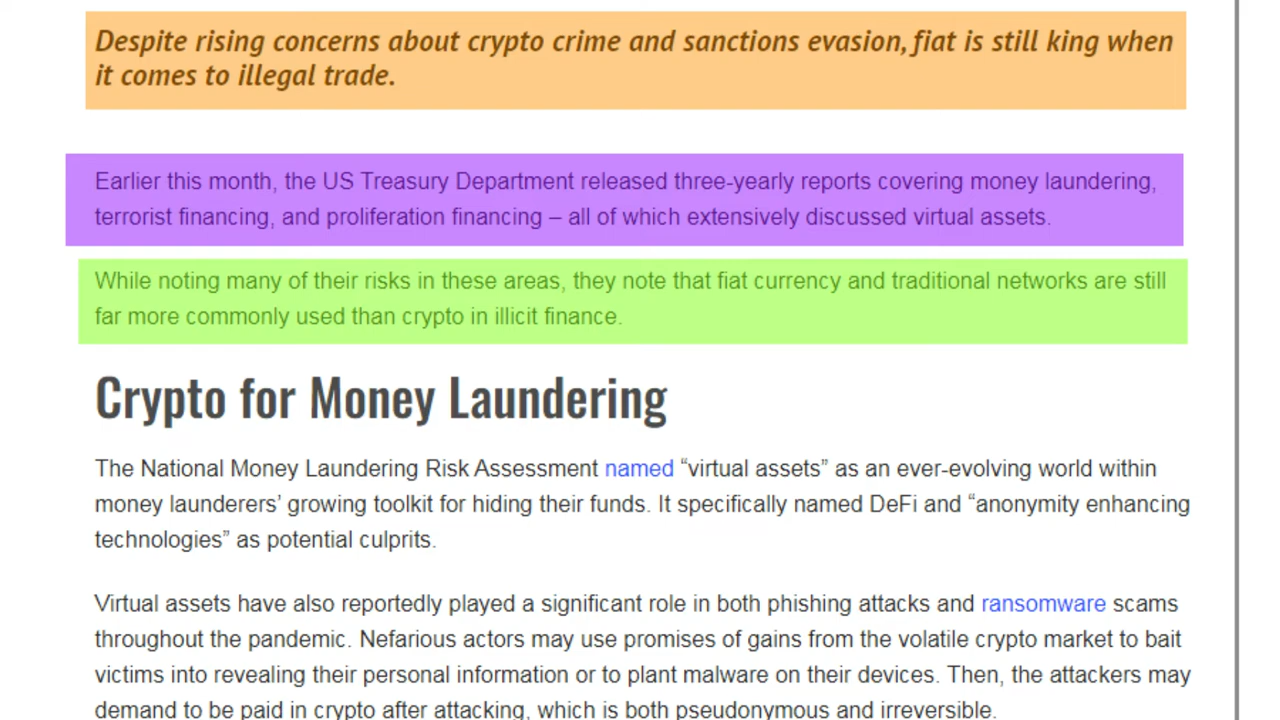 Despite rising concerns about crypto crime and sanctions evasion, fiat is still king when
it comes to illegal trade.
Earlier this month, the US Treasury Department released three-yearly reports covering money laundering,
terrorist financing, and proliferation financing – all of which extensively discussed virtual assets.
While noting many of their risks in these areas, they note that fiat currency and traditional networks are still
far more commonly used than crypto in illicit finance.
Crypto for Money Laundering
The National Money Laundering Risk Assessment named “virtual assets” as an ever-evolving world within
money launderers’ growing toolkit for hiding their funds. It specifically named DeFi and “anonymity enhancing
technologies” as potential culprits.
Virtual assets have also reportedly played a significant role in both phishing attacks and ransomware scams
throughout the pandemic. Nefarious actors may use promises of gains from the volatile crypto market to bait
victims into revealing their personal information or to plant malware on their devices. Then, the attackers may
demand to be paid in crypto after attacking, which is both pseudonymous and irreversible.